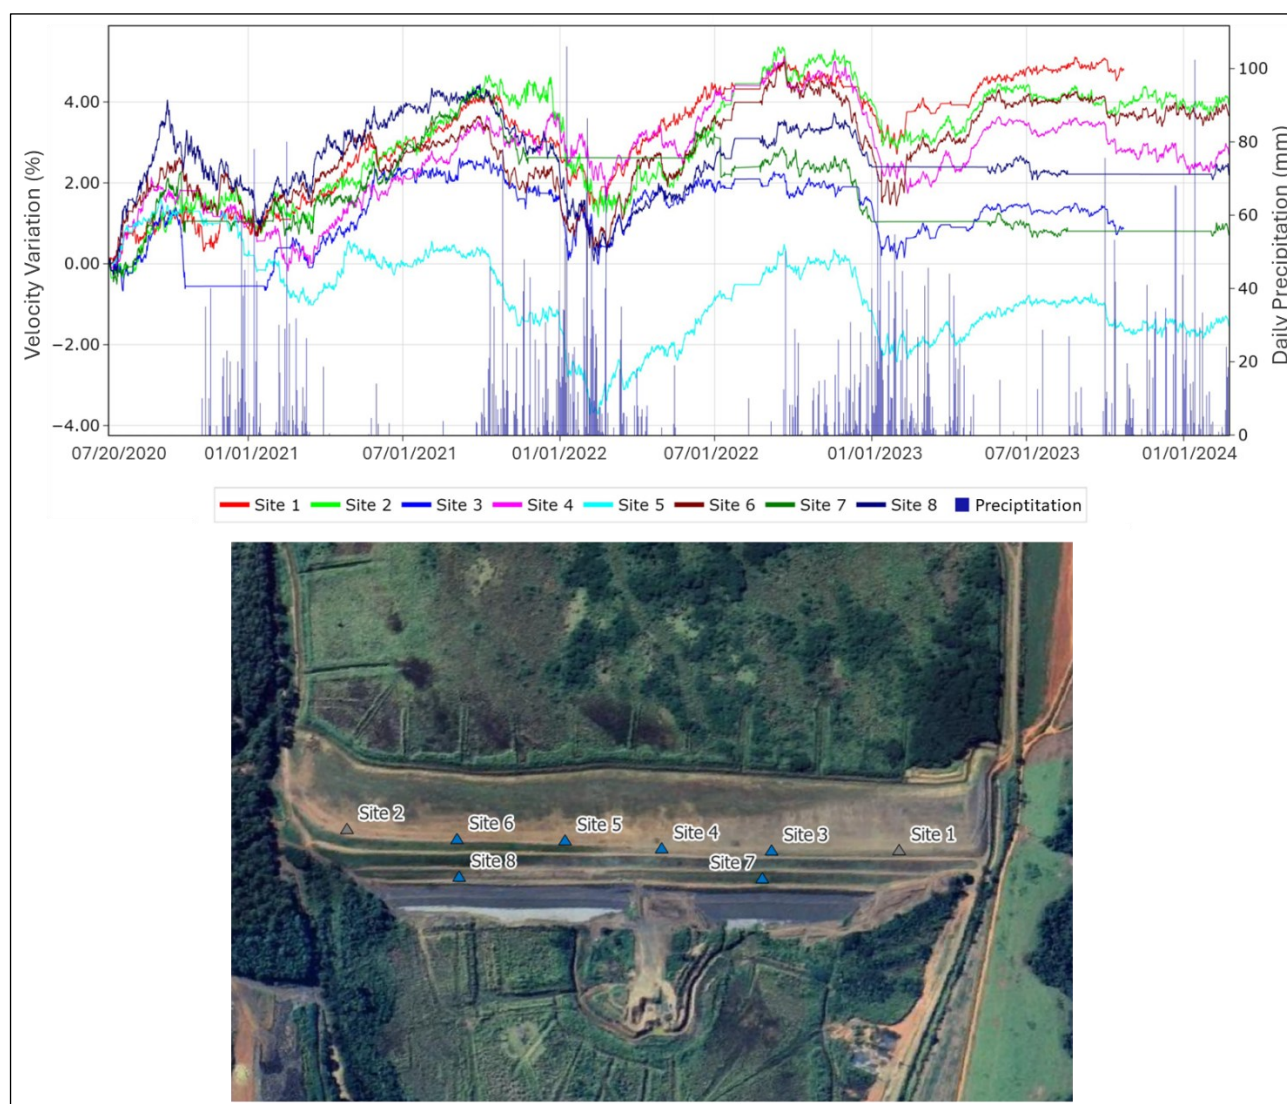 Velocity Variation (%)
4.00
2.00
0.00
−2.00
−4.00
100
80
60
40
20
0
Daily Precipitation (mm)
07/20/2020 01/01/2021 07/01/2021 01/01/2022 07/01/2022 01/01/2023 07/01/2023 01/01/2024
Site 1 Site 2 Site 3 Site 4 Site 5 Site 6 Site 7 Site 8 Preciptitation
Site 2
Site 6 Site 5 Site 4 Site 3 Site 1
Site 8 Site 7